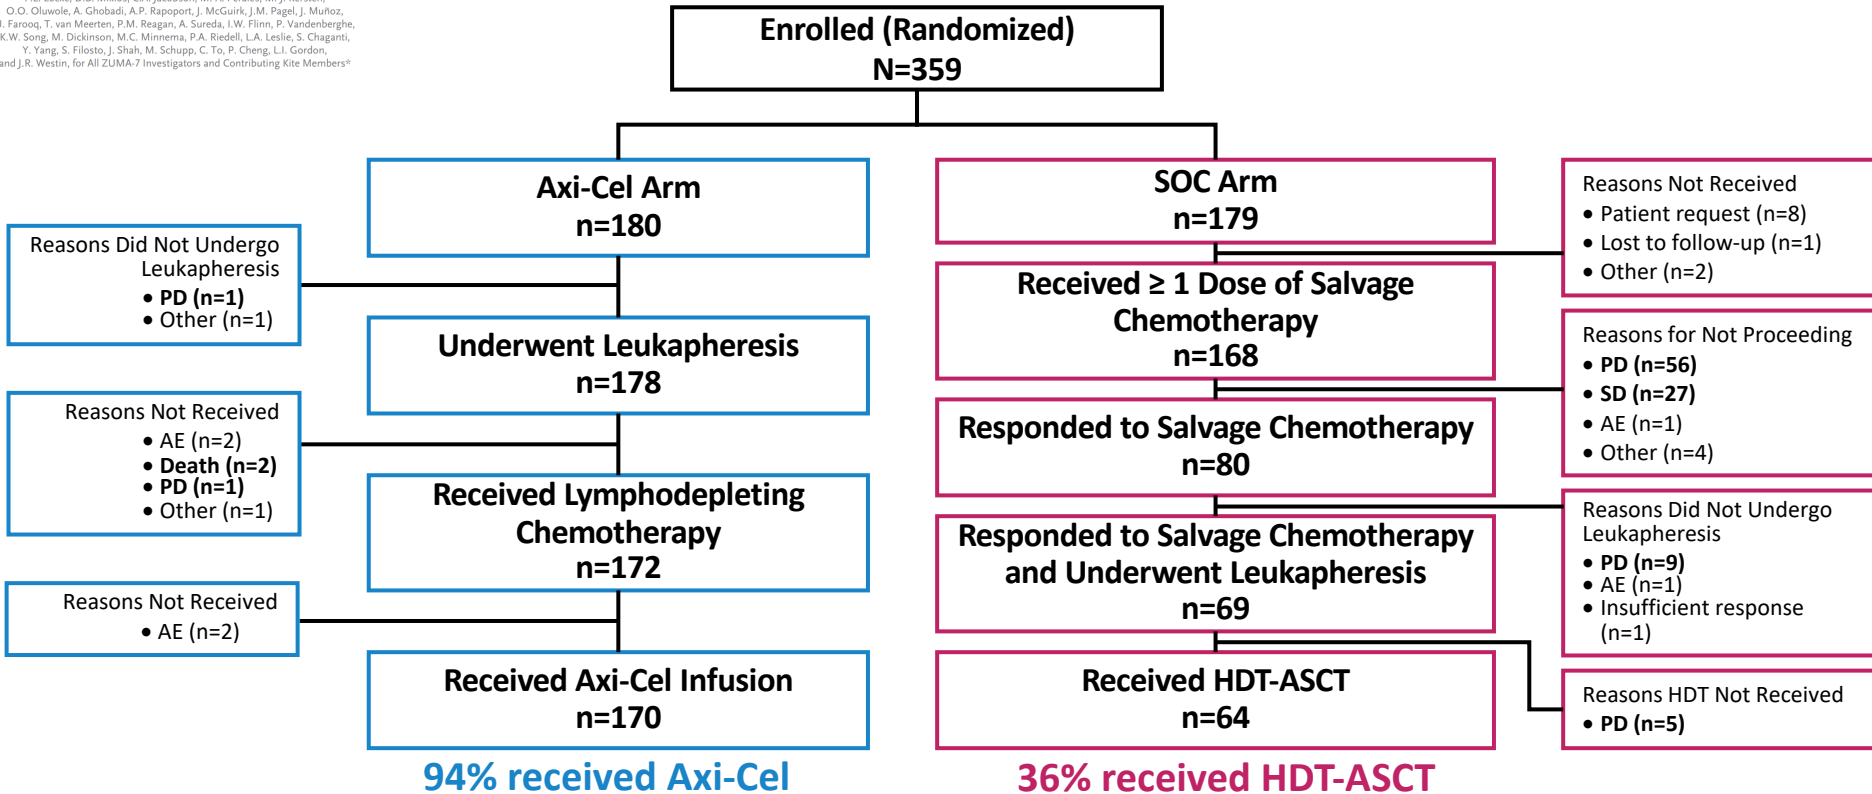 O.O. Oluwole, A. Ghobadi, A.P. Rapoport, J. McGuirk, J.M. Pagel, J. Muñoz,
Farooq, T. van Meerten, P.M. Reagan, A. Sureda, I.W. Flinn, P. Vandenberghe,
K.W. Song, M. Dickinson, M.C. Minnema, P.A. Riedell, L.A. Leslie, S. Chaganti,
Y. Yang, S. Filosto, J. Shah, M. Schupp, C. To, P. Cheng, L.I. Gordon,
and J.R. Westin, for All ZUMA-7 Investigators and Contributing Kite Members*
Enrolled (Randomized)
N=359
Axi-Cel Arm
n=180
Reasons Did Not Undergo
Leukapheresis
• PD (n=1)
• Other (n=1)
Underwent Leukapheresis
n=178
Reasons Not Received
• AE (n=2)
• Death (n=2)
• PD (n=1)
• Other (n=1)
Received Lymphodepleting
Chemotherapy
n=172
Reasons Not Received
• AE (n=2)
Received Axi-Cel Infusion
n=170
94% received Axi-Cel
SOC Arm
n=179
Reasons Not Received
• Patient request (n=8)
• Lost to follow-up (n=1)
• Other (n=2)
Received ≥ 1 Dose of Salvage
Chemotherapy
n=168
Reasons for Not Proceeding
• PD (n=56)
• SD (n=27)
• AE (n=1)
• Other (n=4)
Responded to Salvage Chemotherapy
n=80
Reasons Did Not Undergo
Leukapheresis
• PD (n=9)
• AE (n=1)
• Insufficient response
(n=1)
Responded to Salvage Chemotherapy
and Underwent Leukapheresis
n=69
Reasons HDT Not Received
• PD (n=5)
Received HDT-ASCT
n=64
36% received HDT-ASCT